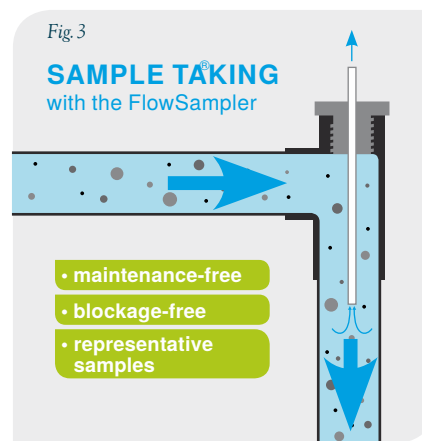 Fig. 3
SAMPLE TAKING
®
with the FlowSampler
• maintenance-free
• blockage-free
• representative
samples